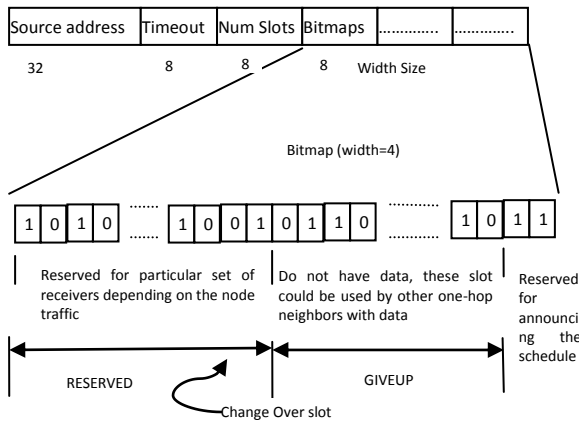 Source address Timeout Num Slots Bitmaps ............... ...............
32 8 8 8 Width Size
Bitmap (width=4)
1 0 1 0 ....... ....... 1 0 0 1 0 1 1 0 ............ ............ 1 0 1 1
Reserved for particular set of
receivers depending on the node
traffic
Do not have data, these slot
could be used by other one-hop
neighbors with data
Reserved
for
announci
ng the
schedule
RESERVED
GIVEUP
Change Over slot